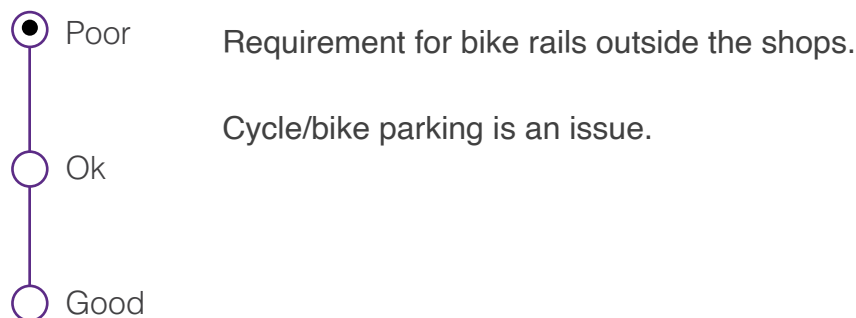 Poor
Requirement for bike rails outside the shops.
Cycle/bike parking is an issue.
Ok
Good